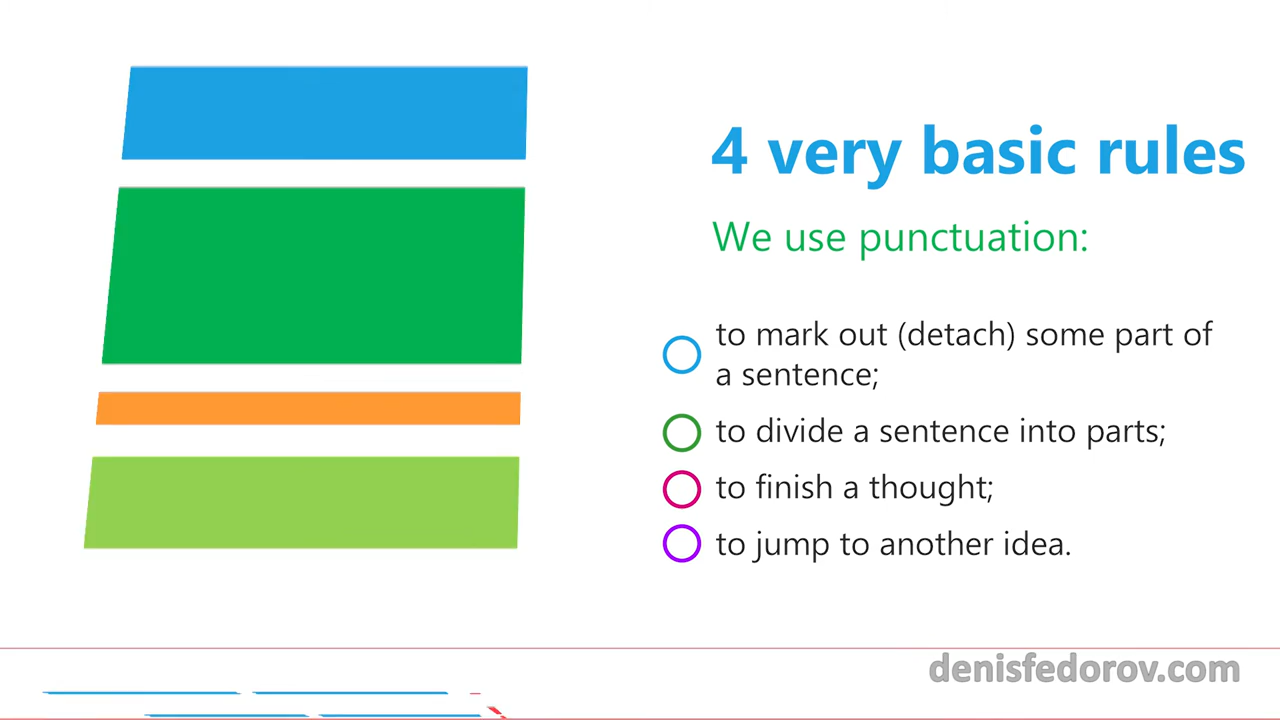 4 very basic rules
We use punctuation:
to mark out (detach) some part of
a sentence;
to divide a sentence into parts;
to finish a thought;
to jump to another idea.
denisfedorov.com